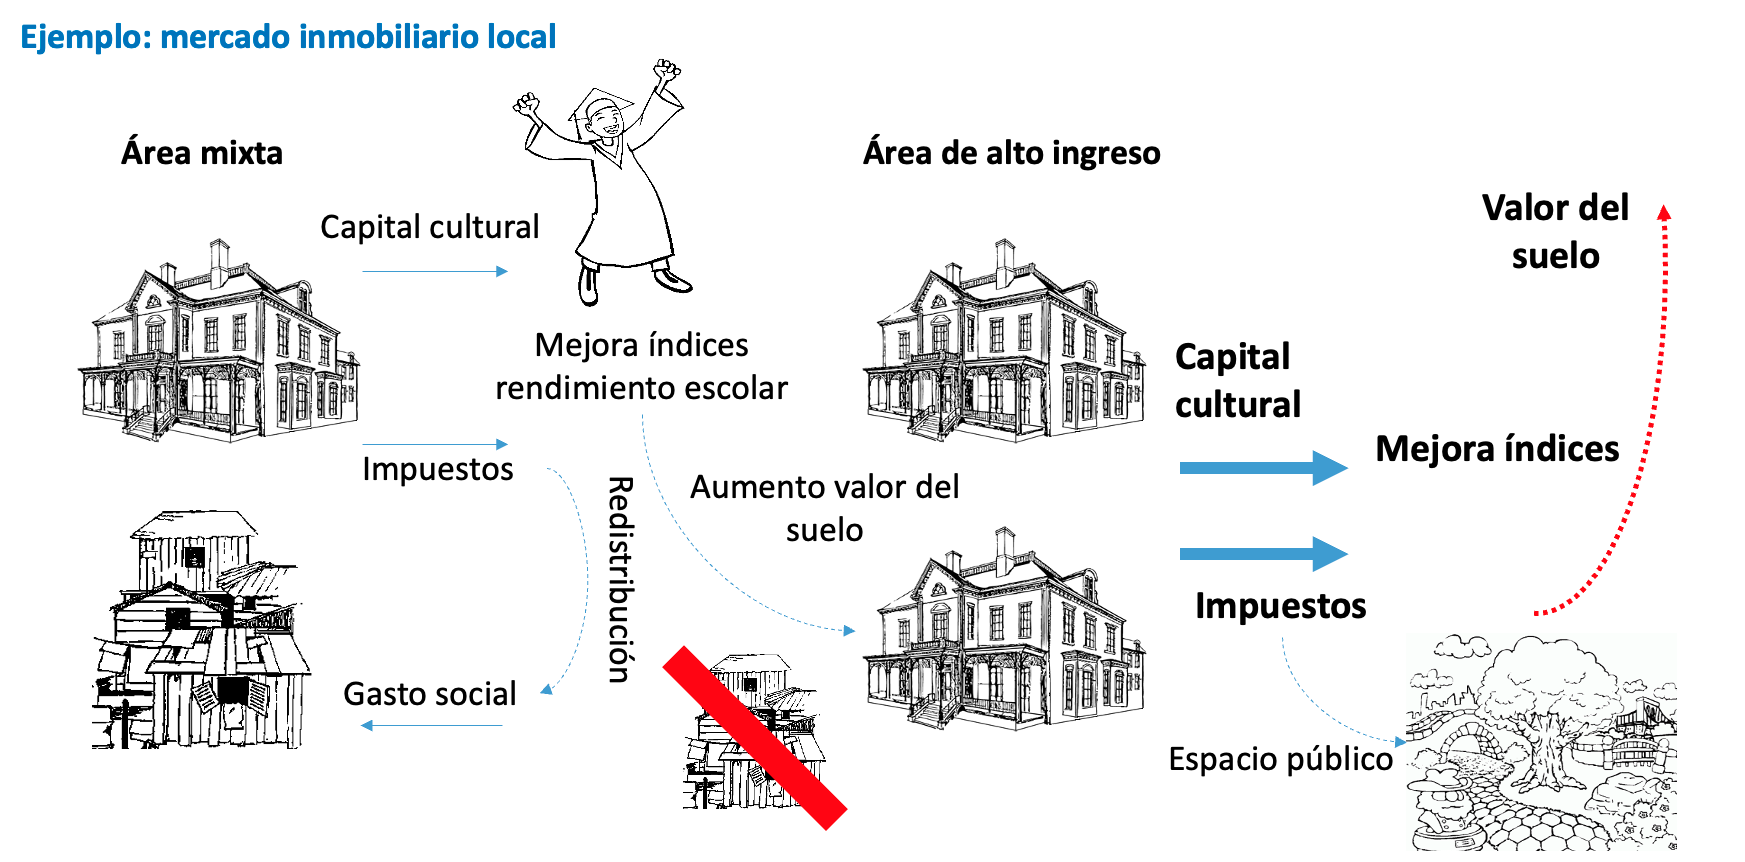 Ejemplo: mercado inmobiliario local
Área mixta
Capital cultural
Mejora índices
rendimiento escolar
Impuestos
Redistribución
Gasto social
Aumento valor del
suelo
Área de alto ingreso
Capital
cultural
Mejora índices
Impuestos
Espacio público
Valor del
suelo